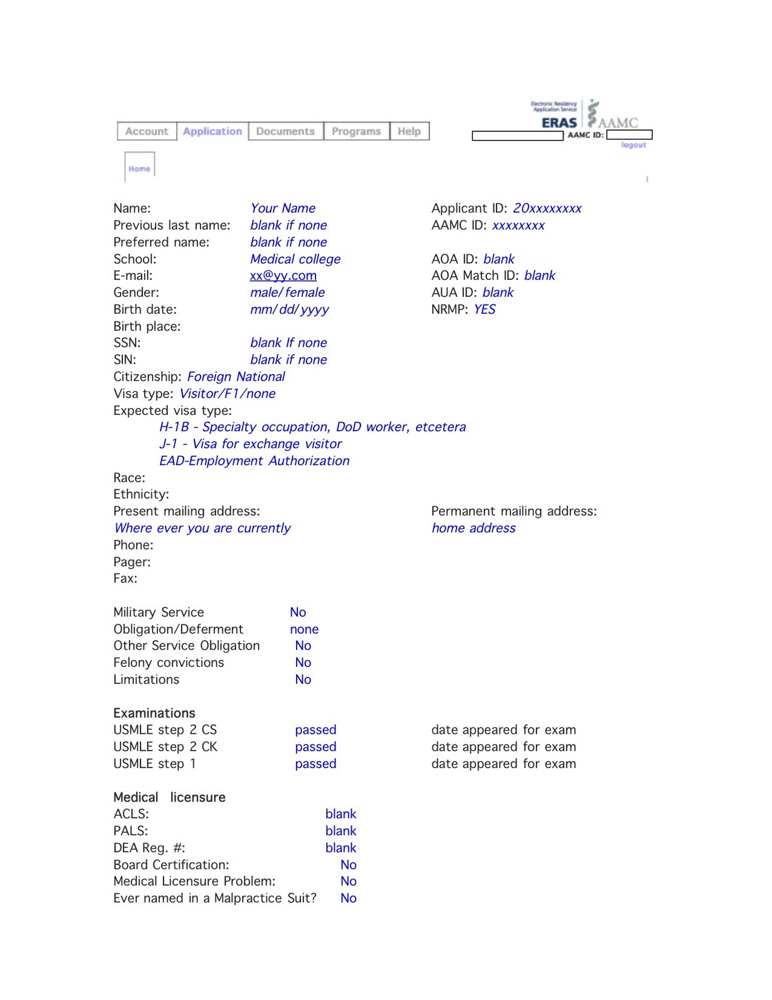 Electronic Residency
Application Service
ERAS AAMC
Account Application Documents Programs Help
AAMC ID:
logout
Home
Name: Your Name Applicant ID: 20xxxxxxxx
Previous last name: blank if none AAMC ID: xxxxxxxx
Preferred name: blank if none
School: Medical college AOA ID: blank
E-mail: xx@yy.com AOA Match ID: blank
Gender: male/female AUA ID: blank
Birth date: mm/dd/yyyy NRMP: YES
Birth place:
SSN: blank If none
SIN: blank if none
Citizenship: Foreign National
Visa type: Visitor/F1/none
Expected visa type:
H-1B - Specialty occupation, DoD worker, etcetera
J-1 - Visa for exchange visitor
EAD-Employment Authorization
Race:
Ethnicity:
Present mailing address: Permanent mailing address:
Where ever you are currently home address
Phone:
Pager:
Fax:
Military Service No
Obligation/Deferment none
Other Service Obligation No
Felony convictions No
Limitations No
Examinations
USMLE step 2 CS passed date appeared for exam
USMLE step 2 CK passed date appeared for exam
USMLE step 1 passed date appeared for exam
Medical licensure
ACLS: blank
PALS: blank
DEA Reg. #: blank
Board Certification: No
Medical Licensure Problem: No
Ever named in a Malpractice Suit? No